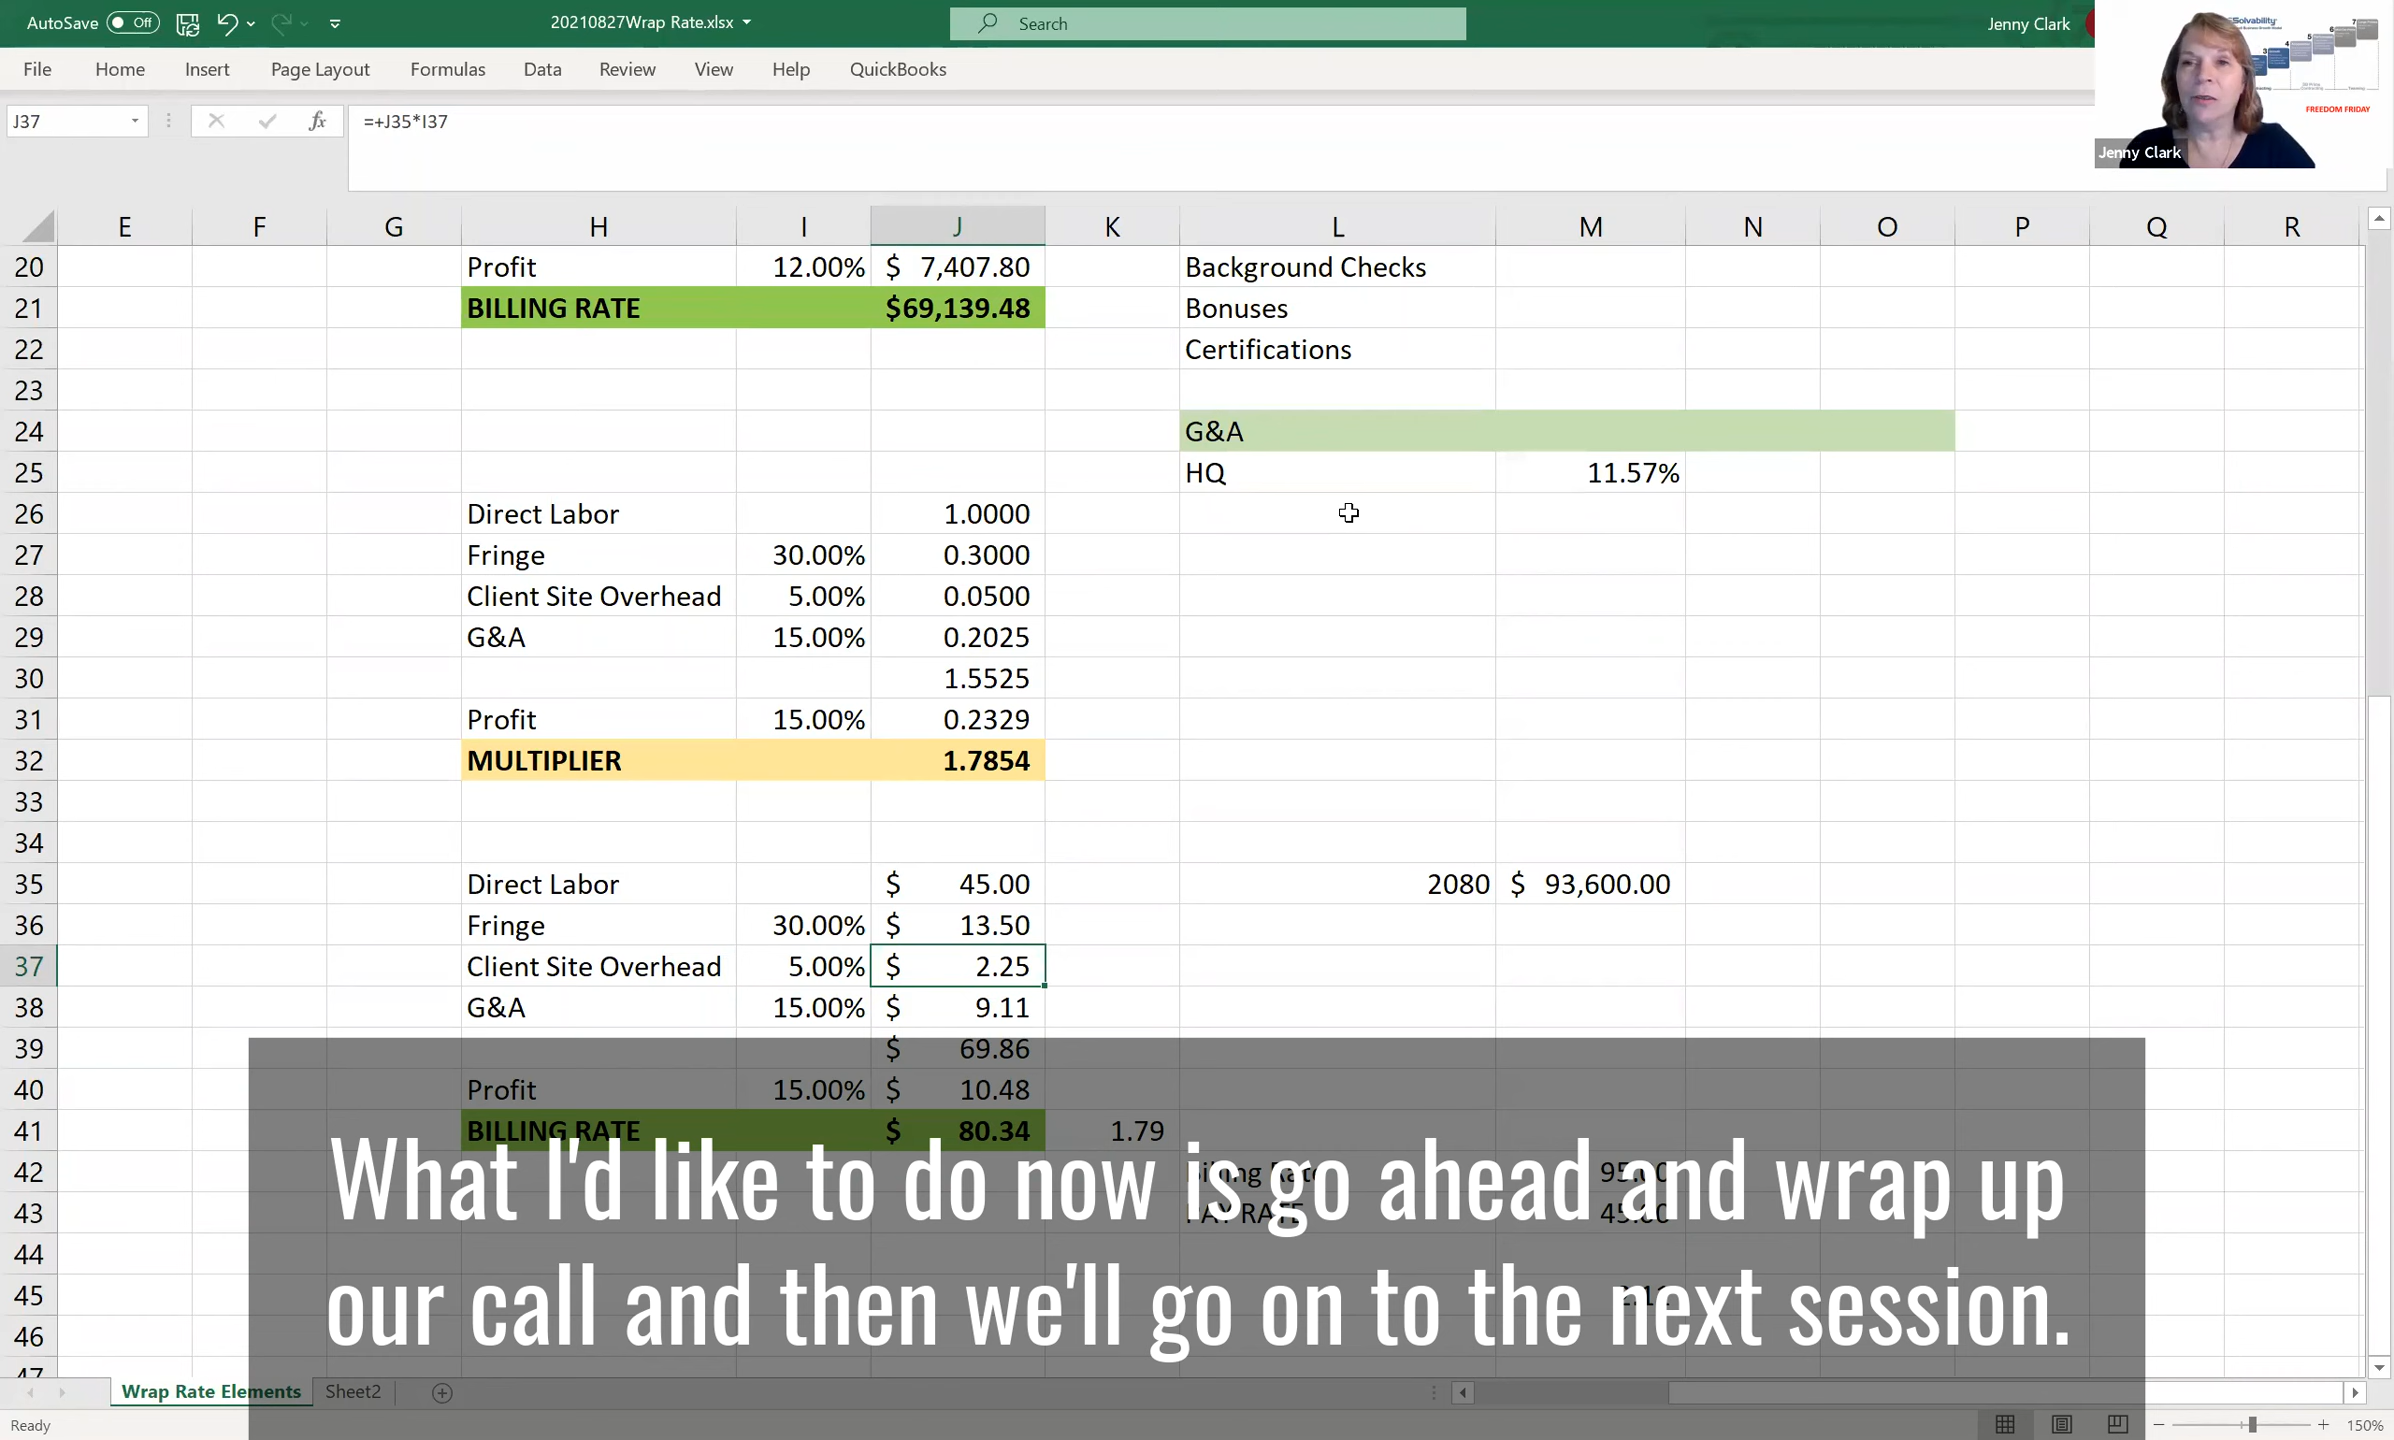 AutoSave Off 20210827Wrap Rate.xlsx Search Jenny Clark
File Home Insert Page Layout Formulas Data Review View Help QuickBooks
Solvability
FREEDOM FRIDAY
Jenny Clark
J37 fx =+J35*I37
E F G H I J K L M N O P Q R
20 Profit 12.00% $ 7,407.80 Background Checks
21 BILLING RATE $69,139.48 Bonuses
22 Certifications
23
24 G&A
25 HQ 11.57%
26 Direct Labor 1.0000
27 Fringe 30.00% 0.3000
28 Client Site Overhead 5.00% 0.0500
29 G&A 15.00% 0.2025
30 1.5525
31 Profit 15.00% 0.2329
32 MULTIPLIER 1.7854
33
34
35 Direct Labor $ 45.00 2080 $ 93,600.00
36 Fringe 30.00% $ 13.50
37 Client Site Overhead 5.00% $ 2.25
38 G&A 15.00% $ 9.11
39 $ 69.86
40 Profit 15.00% $ 10.48
41 BILLING RATE $ 80.34 1.79
42 Billing Rate 95.00
43 PAY RATE 45.00
44
45 2.11
46
47
What I'd like to do now is go ahead and wrap up
our call and then we'll go on to the next session.
Wrap Rate Elements Sheet2
Ready 150%